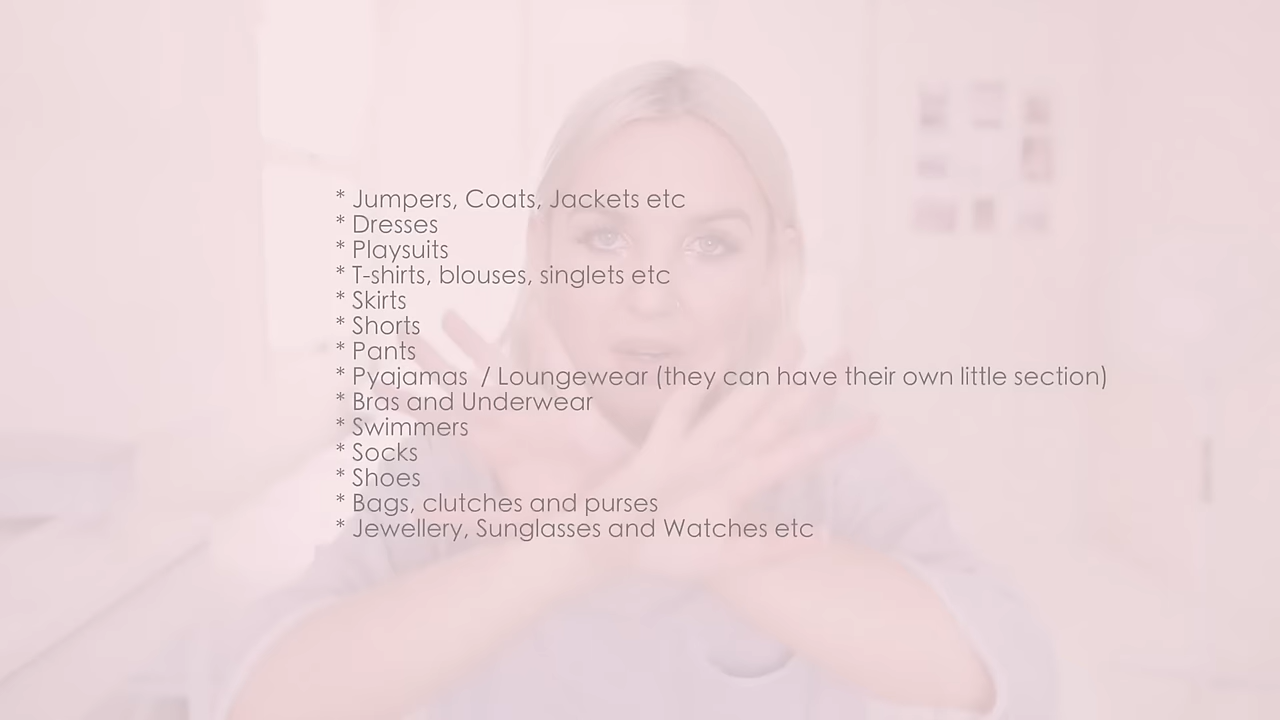 * Jumpers, Coats, Jackets etc
* Dresses
* Playsuits
* T-shirts, blouses, singlets etc
* Skirts
* Shorts
* Pants
* Pyajamas  / Loungewear (they can have their own little section)
* Bras and Underwear
* Swimmers
* Socks
* Shoes
* Bags, clutches and purses
* Jewellery, Sunglasses and Watches etc